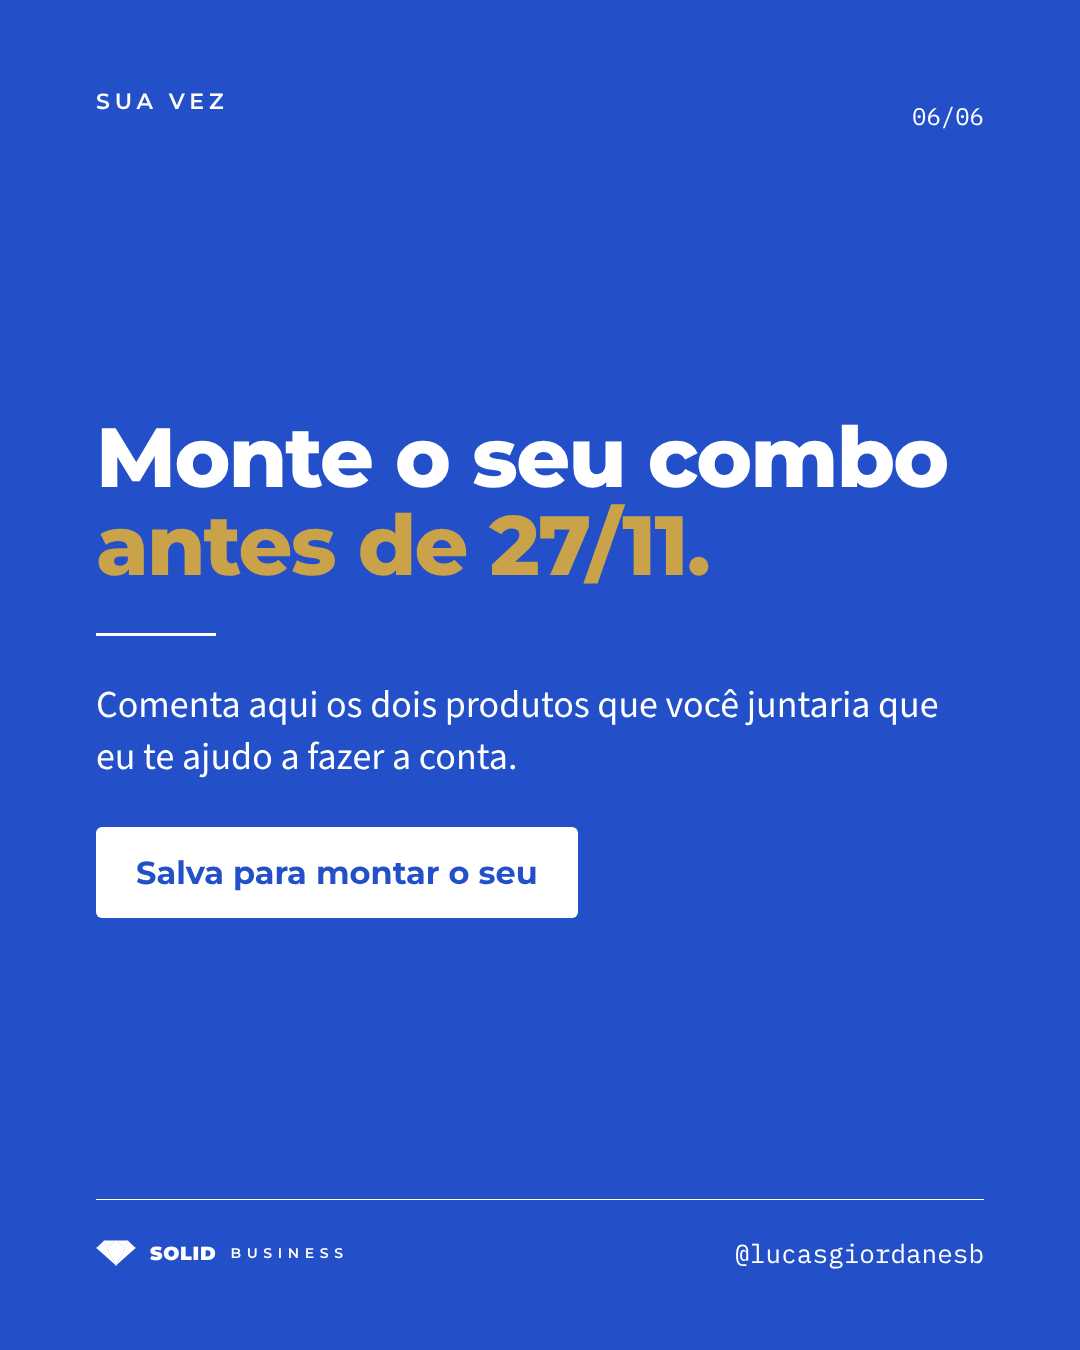 SUA VEZ
06/06
Monte o seu combo
antes de 27/11.
Comenta aqui os dois produtos que você juntaria que
eu te ajudo a fazer a conta.
Salva para montar o seu
SOLID BUSINESS
@lucasgiordanesb